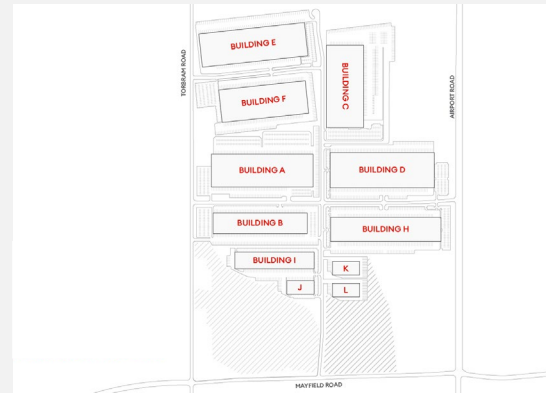 BUILDING E
TORBRAM ROAD
BUILDING C
AIRPORT ROAD
BUILDING F
BUILDING A
BUILDING D
BUILDING B
BUILDING H
BUILDING I
K
J
L
MAYFIELD ROAD